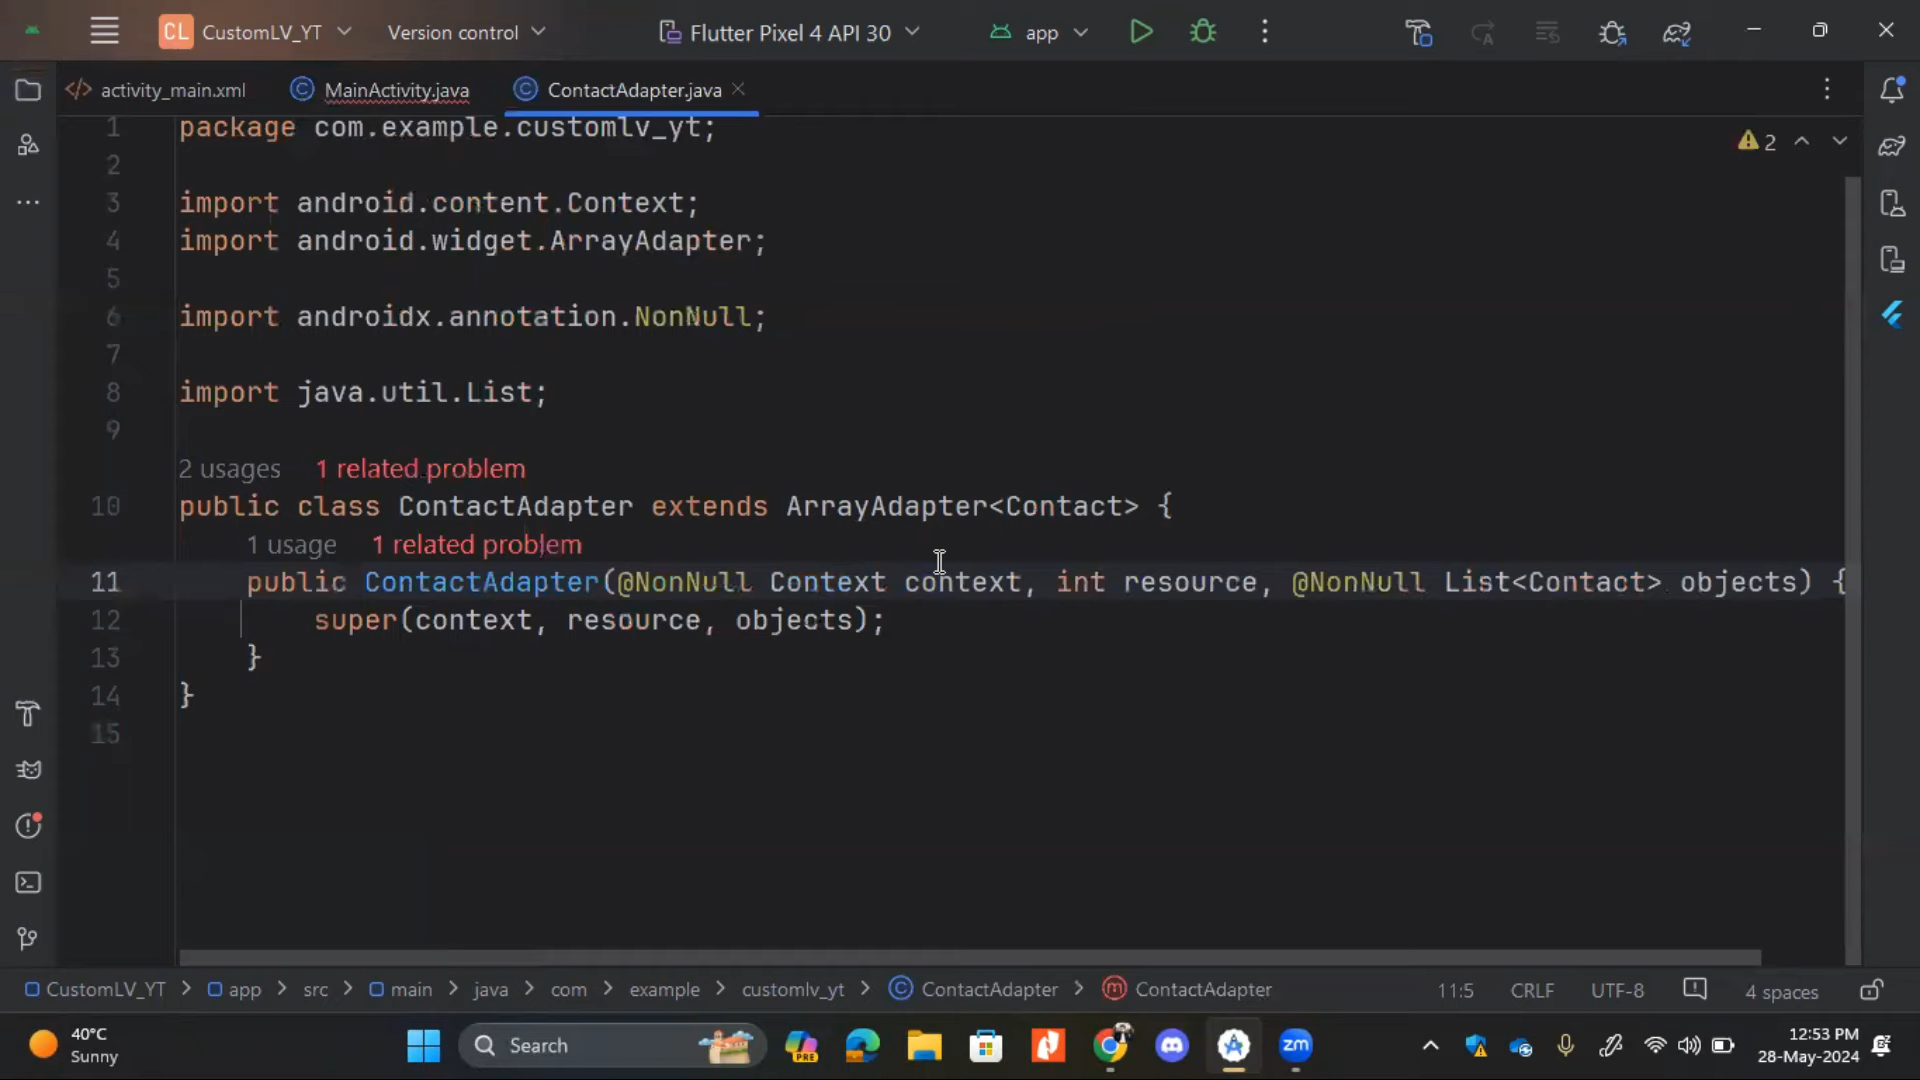 CL CustomLV_YT Version control Flutter Pixel 4 API 30 app
activity_main.xml MainActivity.java ContactAdapter.java
2
1 package com.example.customlv_yt;
2
3 import android.content.Context;
4 import android.widget.ArrayAdapter;
5
6 import androidx.annotation.NonNull;
7
8 import java.util.List;
9
2 usages 1 related problem
10 public class ContactAdapter extends ArrayAdapter<Contact> {
1 usage 1 related problem
11 public ContactAdapter(@NonNull Context context, int resource, @NonNull List<Contact> objects) {
12 super(context, resource, objects);
13 }
14 }
15
CustomLV_YT > app > src > main > java > com > example > customlv_yt > ContactAdapter > ContactAdapter 11:5 CRLF UTF-8 4 spaces
40°C
Sunny
Search
PRE
zm
12:53 PM
28-May-2024